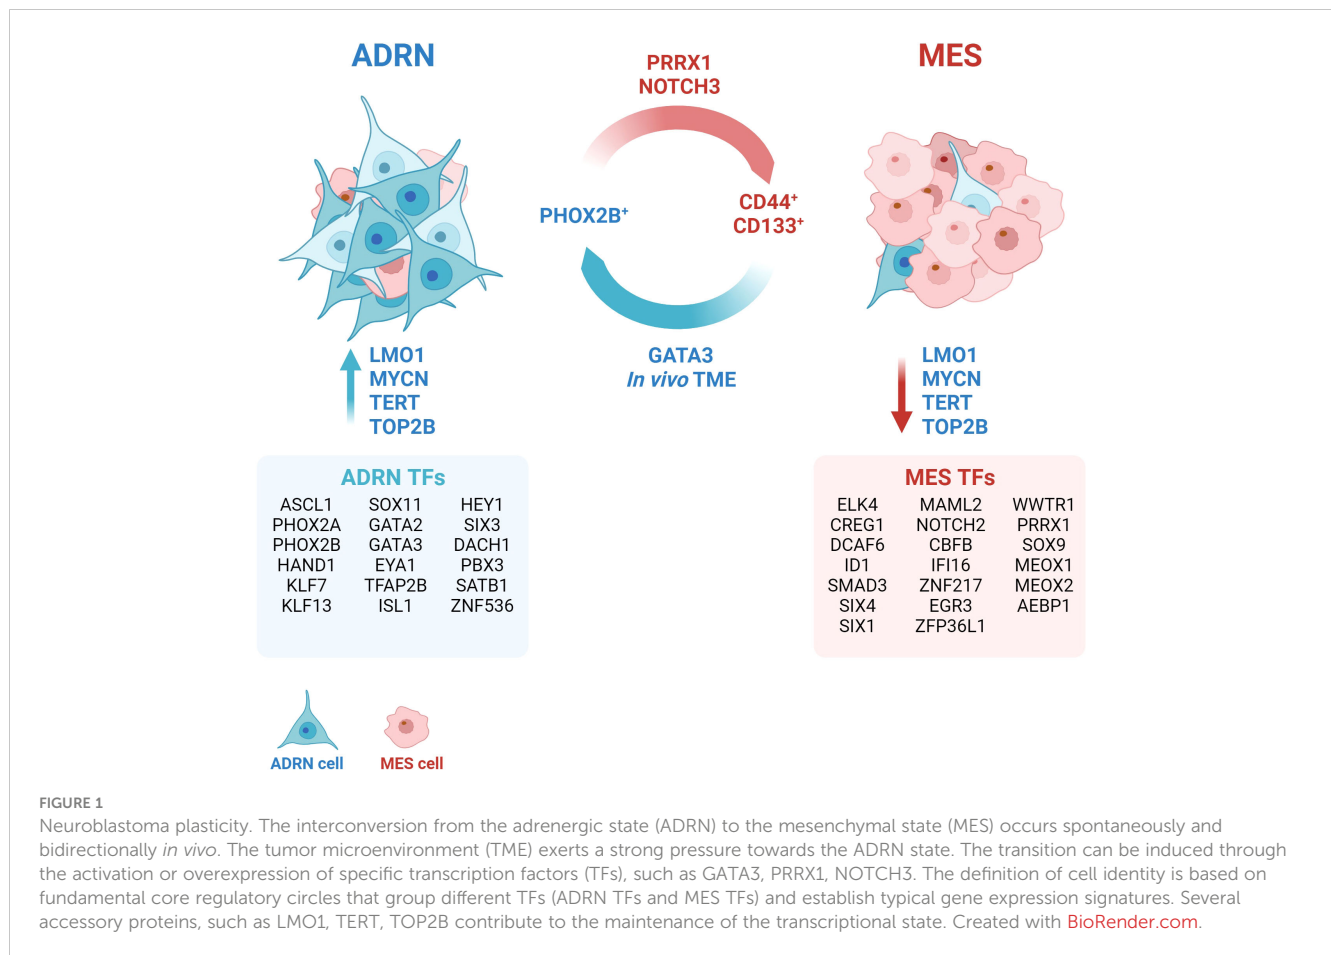 ADRN
MES
PRRX1
NOTCH3
PHOX2B+
CD44+
CD133+
GATA3
In vivo TME
LMO1
MYCN
TERT
TOP2B
LMO1
MYCN
TERT
TOP2B
ADRN TFs
ASCL1 SOX11 HEY1
PHOX2A GATA2 SIX3
PHOX2B GATA3 DACH1
HAND1 EYA1 PBX3
KLF7 TFAP2B SATB1
KLF13 ISL1 ZNF536
MES TFs
ELK4 MAML2 WWTR1
CREG1 NOTCH2 PRRX1
DCAF6 CBFB SOX9
ID1 IFI16 MEOX1
SMAD3 ZNF217 MEOX2
SIX4 EGR3 AEBP1
SIX1 ZFP36L1
ADRN cell
MES cell
FIGURE 1
Neuroblastoma plasticity. The interconversion from the adrenergic state (ADRN) to the mesenchymal state (MES) occurs spontaneously and
bidirectionally in vivo. The tumor microenvironment (TME) exerts a strong pressure towards the ADRN state. The transition can be induced through
the activation or overexpression of specific transcription factors (TFs), such as GATA3, PRRX1, NOTCH3. The definition of cell identity is based on
fundamental core regulatory circles that group different TFs (ADRN TFs and MES TFs) and establish typical gene expression signatures. Several
accessory proteins, such as LMO1, TERT, TOP2B contribute to the maintenance of the transcriptional state. Created with BioRender.com.